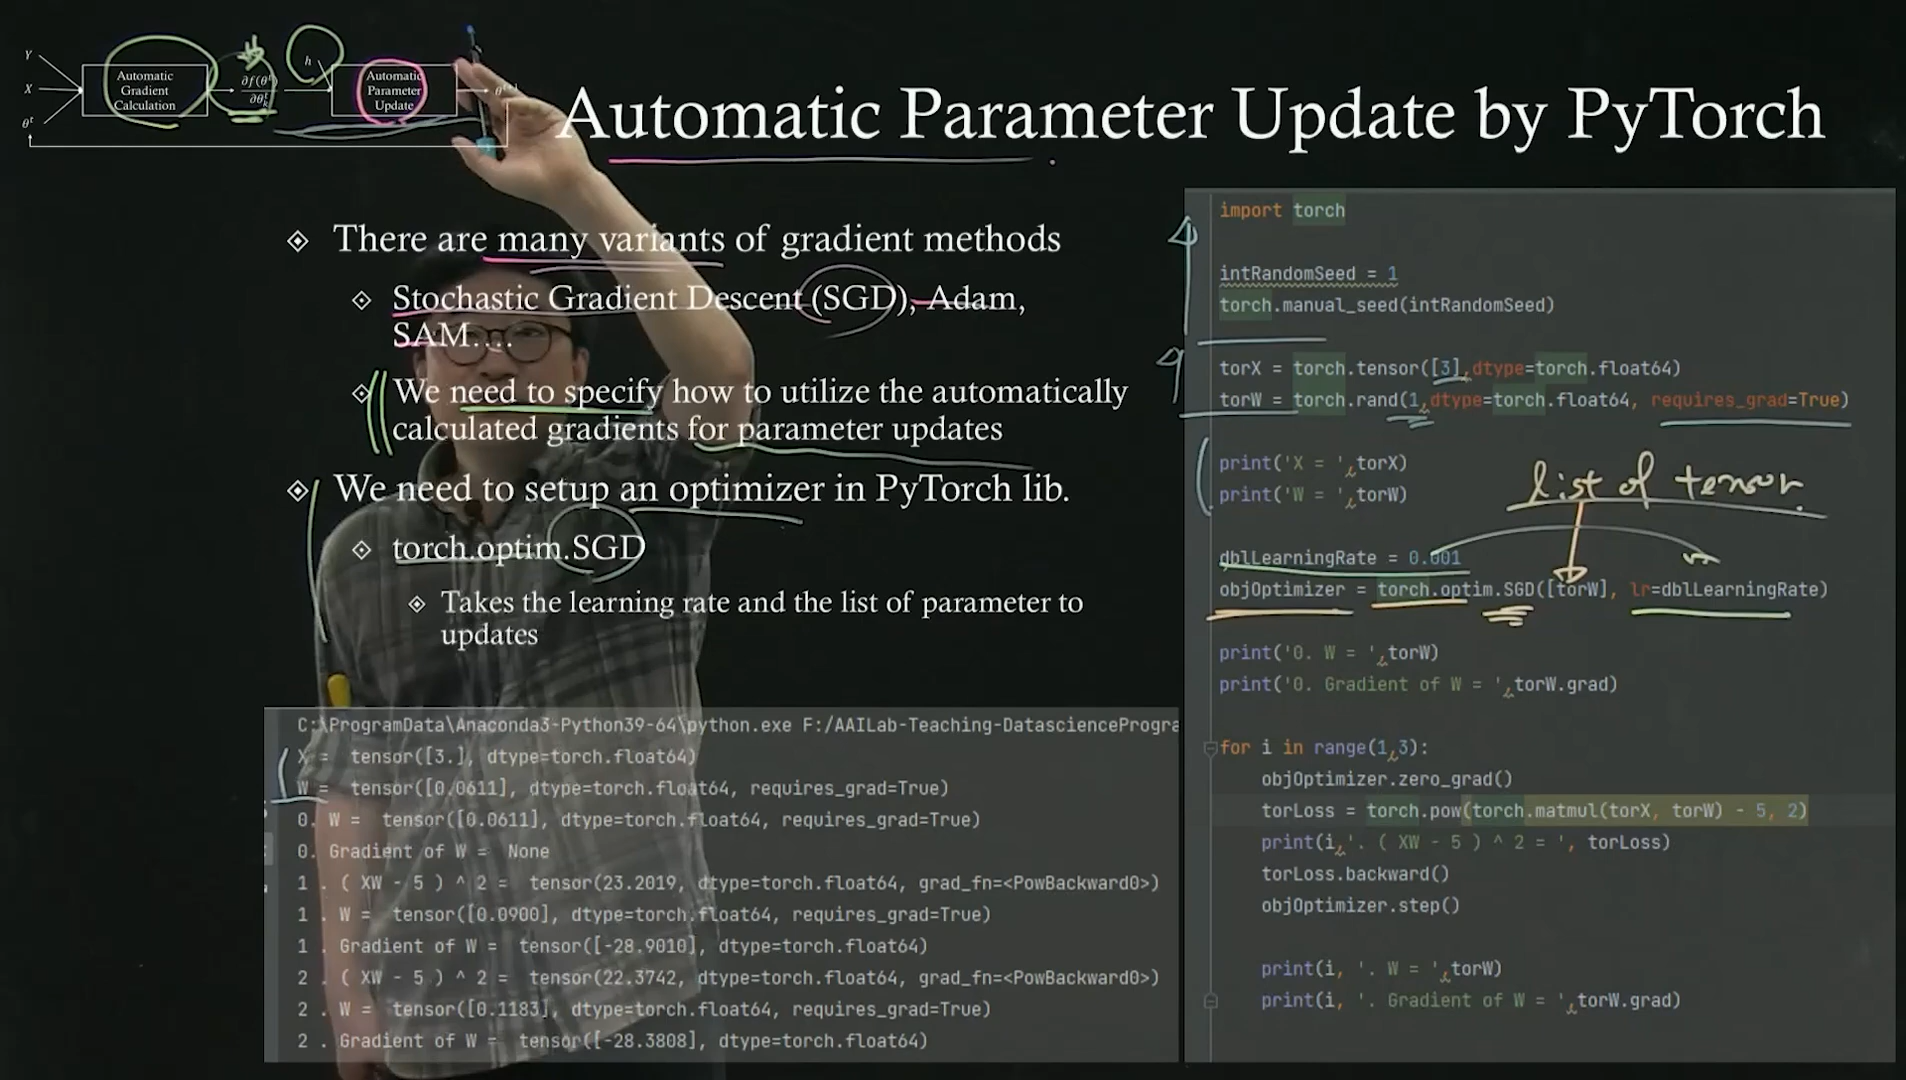 Y
X
θᵗ
Automatic
Gradient
Calculation
∂f(θᵗ)
∂θₖᵗ
h
Automatic
Parameter
Update
Automatic Parameter Update by PyTorch
There are many variants of gradient methods
Stochastic Gradient Descent (SGD), Adam,
SAM….
We need to specify how to utilize the automatically
calculated gradients for parameter updates
We need to setup an optimizer in PyTorch lib.
torch.optim.SGD
Takes the learning rate and the list of parameter to
updates
C:\ProgramData\Anaconda3-Python39-64\python.exe F:/AAILab-Teaching-DatascienceProgra
X =  tensor([3.], dtype=torch.float64)
W =  tensor([0.0611], dtype=torch.float64, requires_grad=True)
0. W =  tensor([0.0611], dtype=torch.float64, requires_grad=True)
0. Gradient of W =  None
1 . ( XW - 5 ) ^ 2 =  tensor(23.2019, dtype=torch.float64, grad_fn=<PowBackward0>)
1 . W =  tensor([0.0900], dtype=torch.float64, requires_grad=True)
1 . Gradient of W =  tensor([-28.9010], dtype=torch.float64)
2 . ( XW - 5 ) ^ 2 =  tensor(22.3742, dtype=torch.float64, grad_fn=<PowBackward0>)
2 . W =  tensor([0.1183], dtype=torch.float64, requires_grad=True)
2 . Gradient of W =  tensor([-28.3808], dtype=torch.float64)
import torch
intRandomSeed = 1
torch.manual_seed(intRandomSeed)
torX = torch.tensor([3],dtype=torch.float64)
torW = torch.rand(1,dtype=torch.float64, requires_grad=True)
print('X = ',torX)
print('W = ',torW)
list of tensor
dblLearningRate = 0.001
objOptimizer = torch.optim.SGD([torW], lr=dblLearningRate)
print('0. W = ',torW)
print('0. Gradient of W = ',torW.grad)
for i in range(1,3):
objOptimizer.zero_grad()
torLoss = torch.pow(torch.matmul(torX, torW) - 5, 2)
print(i,'. ( XW - 5 ) ^ 2 = ', torLoss)
torLoss.backward()
objOptimizer.step()
print(i, '. W = ',torW)
print(i, '. Gradient of W = ',torW.grad)